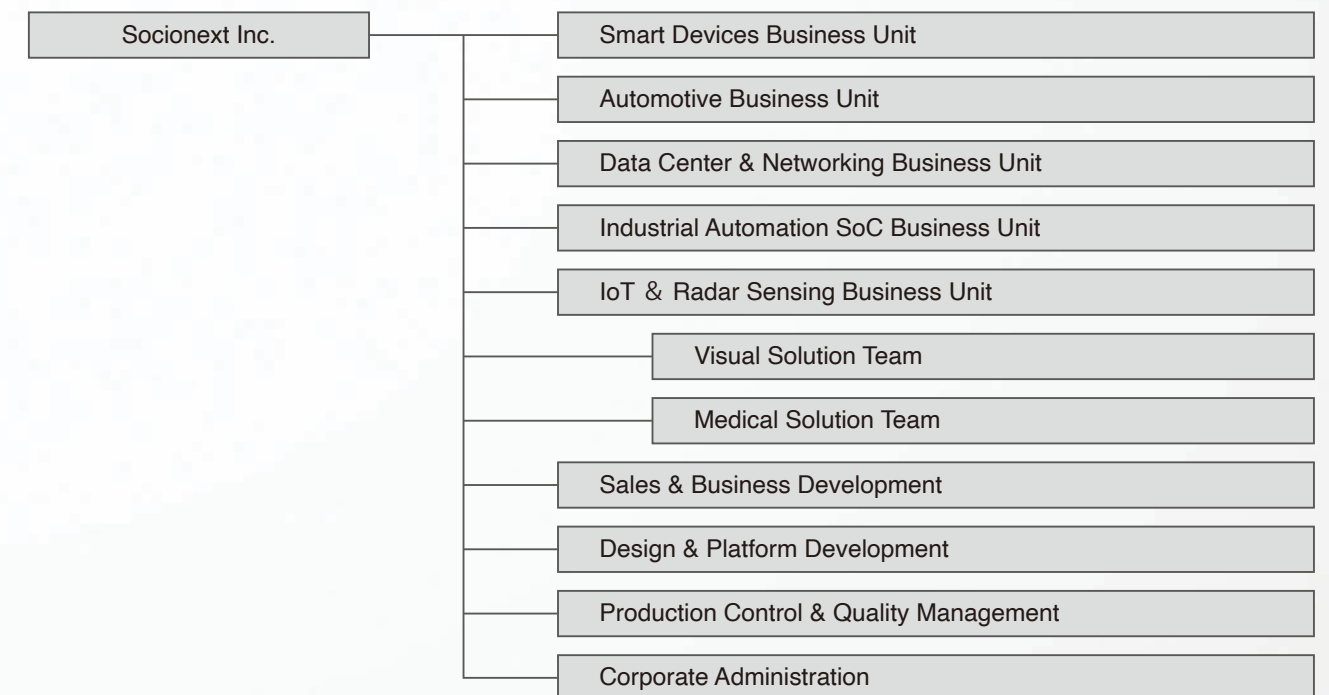 Socionext Inc.
Smart Devices Business Unit
Automotive Business Unit
Data Center & Networking Business Unit
Industrial Automation SoC Business Unit
IoT ＆ Radar Sensing Business Unit
Visual Solution Team
Medical Solution Team
Sales & Business Development
Design & Platform Development
Production Control & Quality Management
Corporate Administration